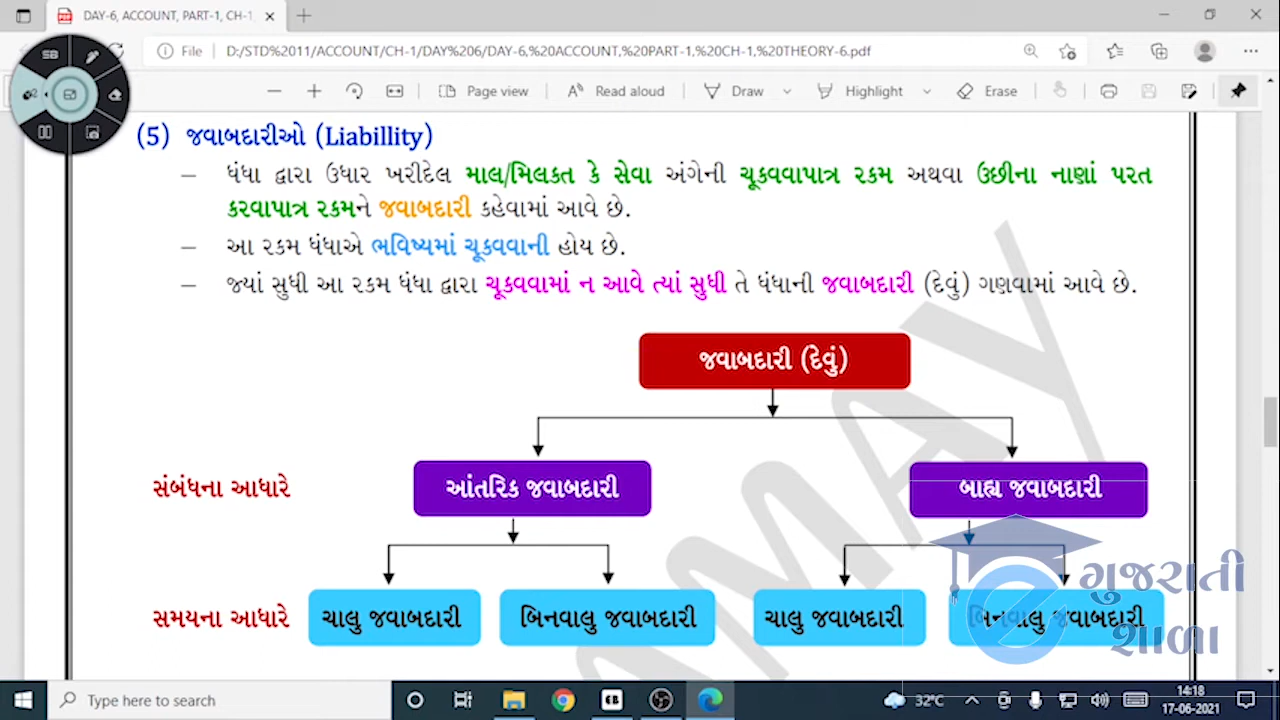 DAY-6, ACCOUNT, PART-1, CH-1
File D:/STD%2011/ACCOUNT/CH-1/DAY%206/DAY-6,%20ACCOUNT,%20PART-1,%20CH-1,%20THEORY-6.pdf
SB
Page view Read aloud Draw Highlight Erase
(5) જવાબદારીઓ (Liabillity)
– ધંધા દ્વારા ઉધાર ખરીદેલ માલ/મિલકત કે સેવા અંગેની ચૂકવવાપાત્ર રકમ અથવા ઉછીના નાણાં પરત
કરવાપાત્ર રકમને જવાબદારી કહેવામાં આવે છે.
– આ રકમ ધંધાએ ભવિષ્યમાં ચૂકવવાની હોય છે.
– જ્યાં સુધી આ રકમ ધંધા દ્વારા ચૂકવવામાં ન આવે ત્યાં સુધી તે ધંધાની જવાબદારી (દેવું) ગણવામાં આવે છે.
જવાબદારી (દેવું)
સંબંધના આધારે આંતરિક જવાબદારી બાહ્ય જવાબદારી
સમયના આધારે ચાલુ જવાબદારી બિનચાલુ જવાબદારી ચાલુ જવાબદારી બિનચાલુ જવાબદારી
e ગુજરાતી
શાળા
Type here to search 32°C 14:18
17-06-2021